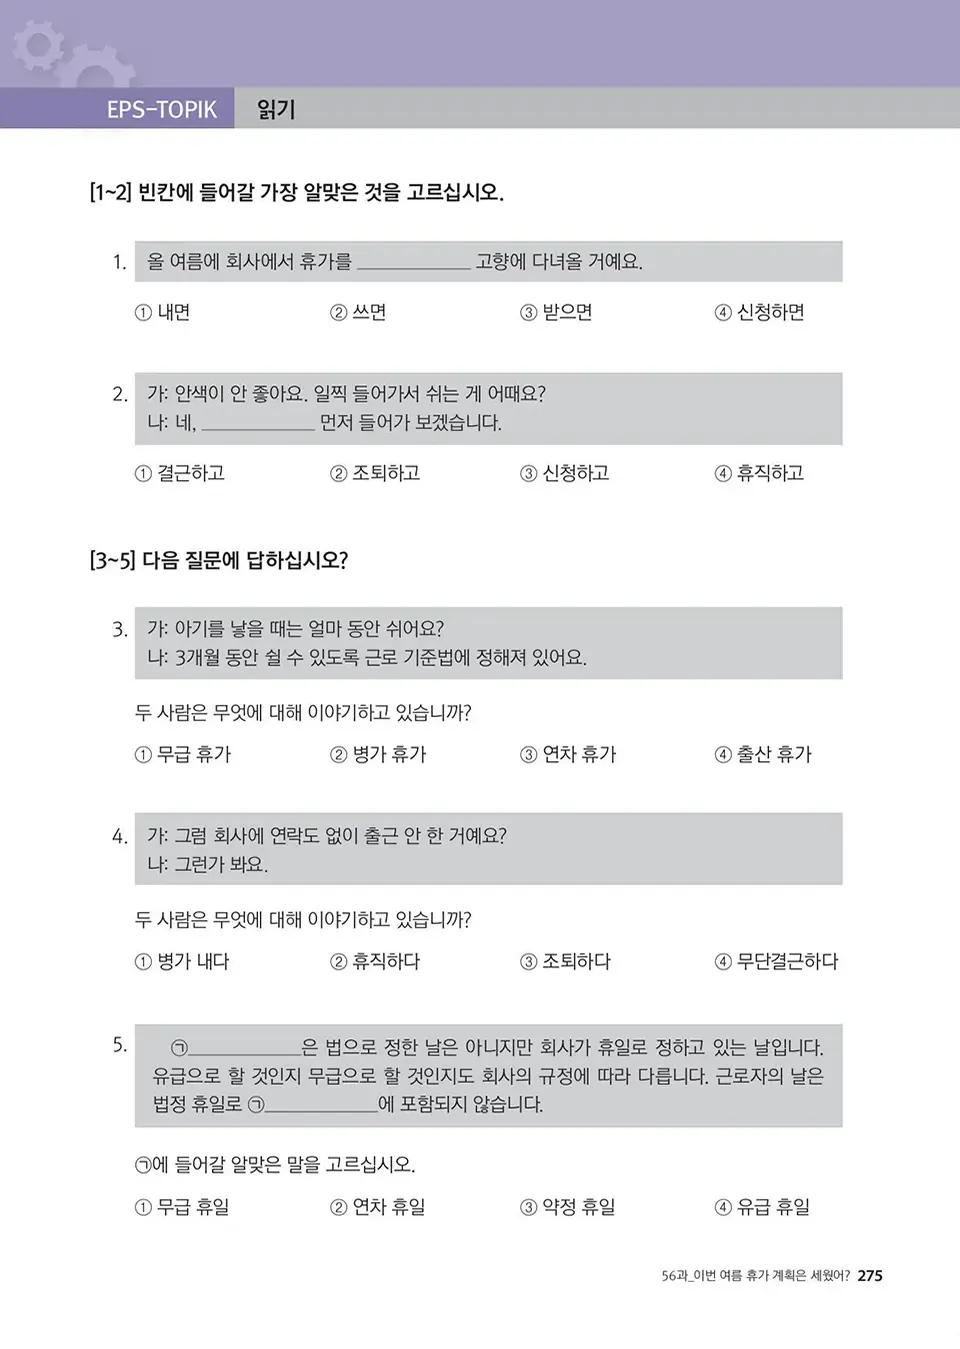 EPS-TOPIK 읽기
[1~2] 빈칸에 들어갈 가장 알맞은 것을 고르십시오.
1. 올 여름에 회사에서 휴가를 ____________ 고향에 다녀올 거예요.
① 내면 ② 쓰면 ③ 받으면 ④ 신청하면
2. 가: 안색이 안 좋아요. 일찍 들어가서 쉬는 게 어때요?
나: 네, ____________ 먼저 들어가 보겠습니다.
① 결근하고 ② 조퇴하고 ③ 신청하고 ④ 휴직하고
[3~5] 다음 질문에 답하십시오?
3. 가: 아기를 낳을 때는 얼마 동안 쉬어요?
나: 3개월 동안 쉴 수 있도록 근로 기준법에 정해져 있어요.
두 사람은 무엇에 대해 이야기하고 있습니까?
① 무급 휴가 ② 병가 휴가 ③ 연차 휴가 ④ 출산 휴가
4. 가: 그럼 회사에 연락도 없이 출근 안 한 거예요?
나: 그런가 봐요.
두 사람은 무엇에 대해 이야기하고 있습니까?
① 병가 내다 ② 휴직하다 ③ 조퇴하다 ④ 무단결근하다
5. ㉠____________은 법으로 정한 날은 아니지만 회사가 휴일로 정하고 있는 날입니다.
유급으로 할 것인지 무급으로 할 것인지도 회사의 규정에 따라 다릅니다. 근로자의 날은
법정 휴일로 ㉠____________에 포함되지 않습니다.
㉠에 들어갈 알맞은 말을 고르십시오.
① 무급 휴일 ② 연차 휴일 ③ 약정 휴일 ④ 유급 휴일
56과_이번 여름 휴가 계획은 세웠어? 275